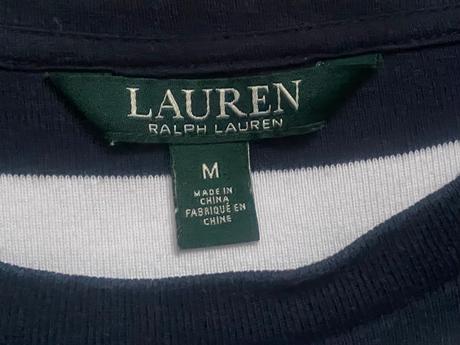 LAUREN
RALPH LAUREN
M
MADE IN
CHINA
FABRIQUÉ EN
CHINE